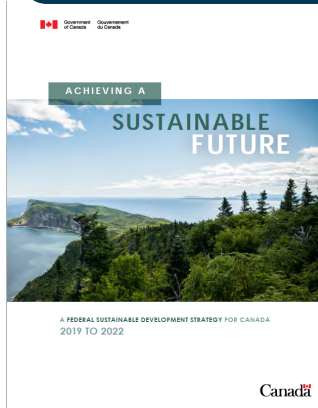 Government of Canada
Gouvernement du Canada
ACHIEVING A
SUSTAINABLE
FUTURE
A FEDERAL SUSTAINABLE DEVELOPMENT STRATEGY FOR CANADA
2019 TO 2022
Canada